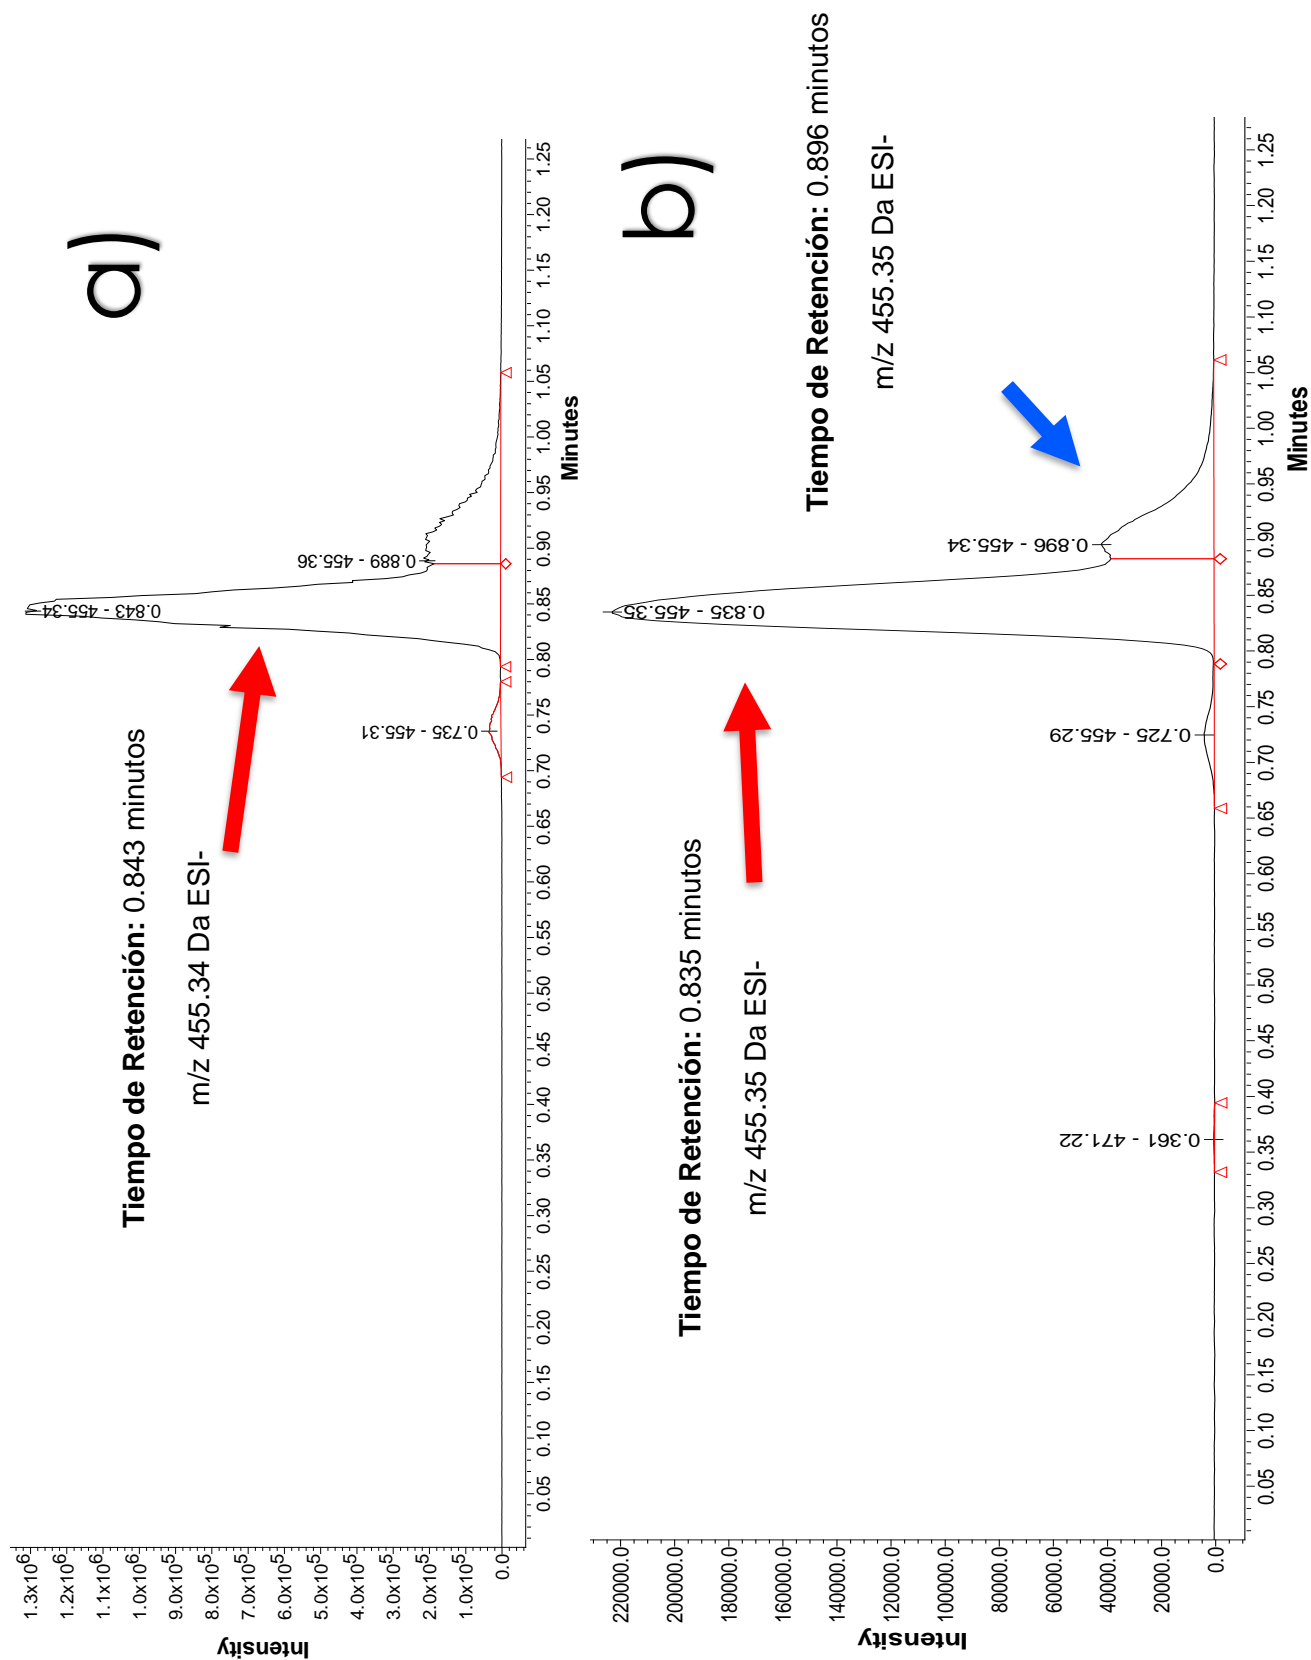 a)
Tiempo de Retención: 0.843 minutos
m/z 455.34 Da ESI-
Intensity
1.3x10^6
1.2x10^6
1.1x10^6
1.0x10^6
9.0x10^5
8.0x10^5
7.0x10^5
6.0x10^5
5.0x10^5
4.0x10^5
3.0x10^5
2.0x10^5
1.0x10^5
0.
0.735 - 455.31
0.843 - 455.34
0.889 - 455.36
0.05 0.10 0.15 0.20 0.25 0.30 0.35 0.40 0.45 0.50 0.55 0.60 0.65 0.70 0.75 0.80 0.85 0.90 0.95 1.00 1.05 1.10 1.15 1.20 1.25
Minutes
b)
Tiempo de Retención: 0.835 minutos
m/z 455.35 Da ESI-
Tiempo de Retención: 0.896 minutos
m/z 455.35 Da ESI-
Intensity
2200000.0
2000000.0
1800000.0
1600000.0
1400000.0
1200000.0
1000000.0
800000.0
600000.0
400000.0
200000.0
0.0
0.361 - 471.22
0.725 - 455.29
0.835 - 455.35
0.896 - 455.34
0.05 0.10 0.15 0.20 0.25 0.30 0.35 0.40 0.45 0.50 0.55 0.60 0.65 0.70 0.75 0.80 0.85 0.90 0.95 1.00 1.05 1.10 1.15 1.20 1.25
Minutes